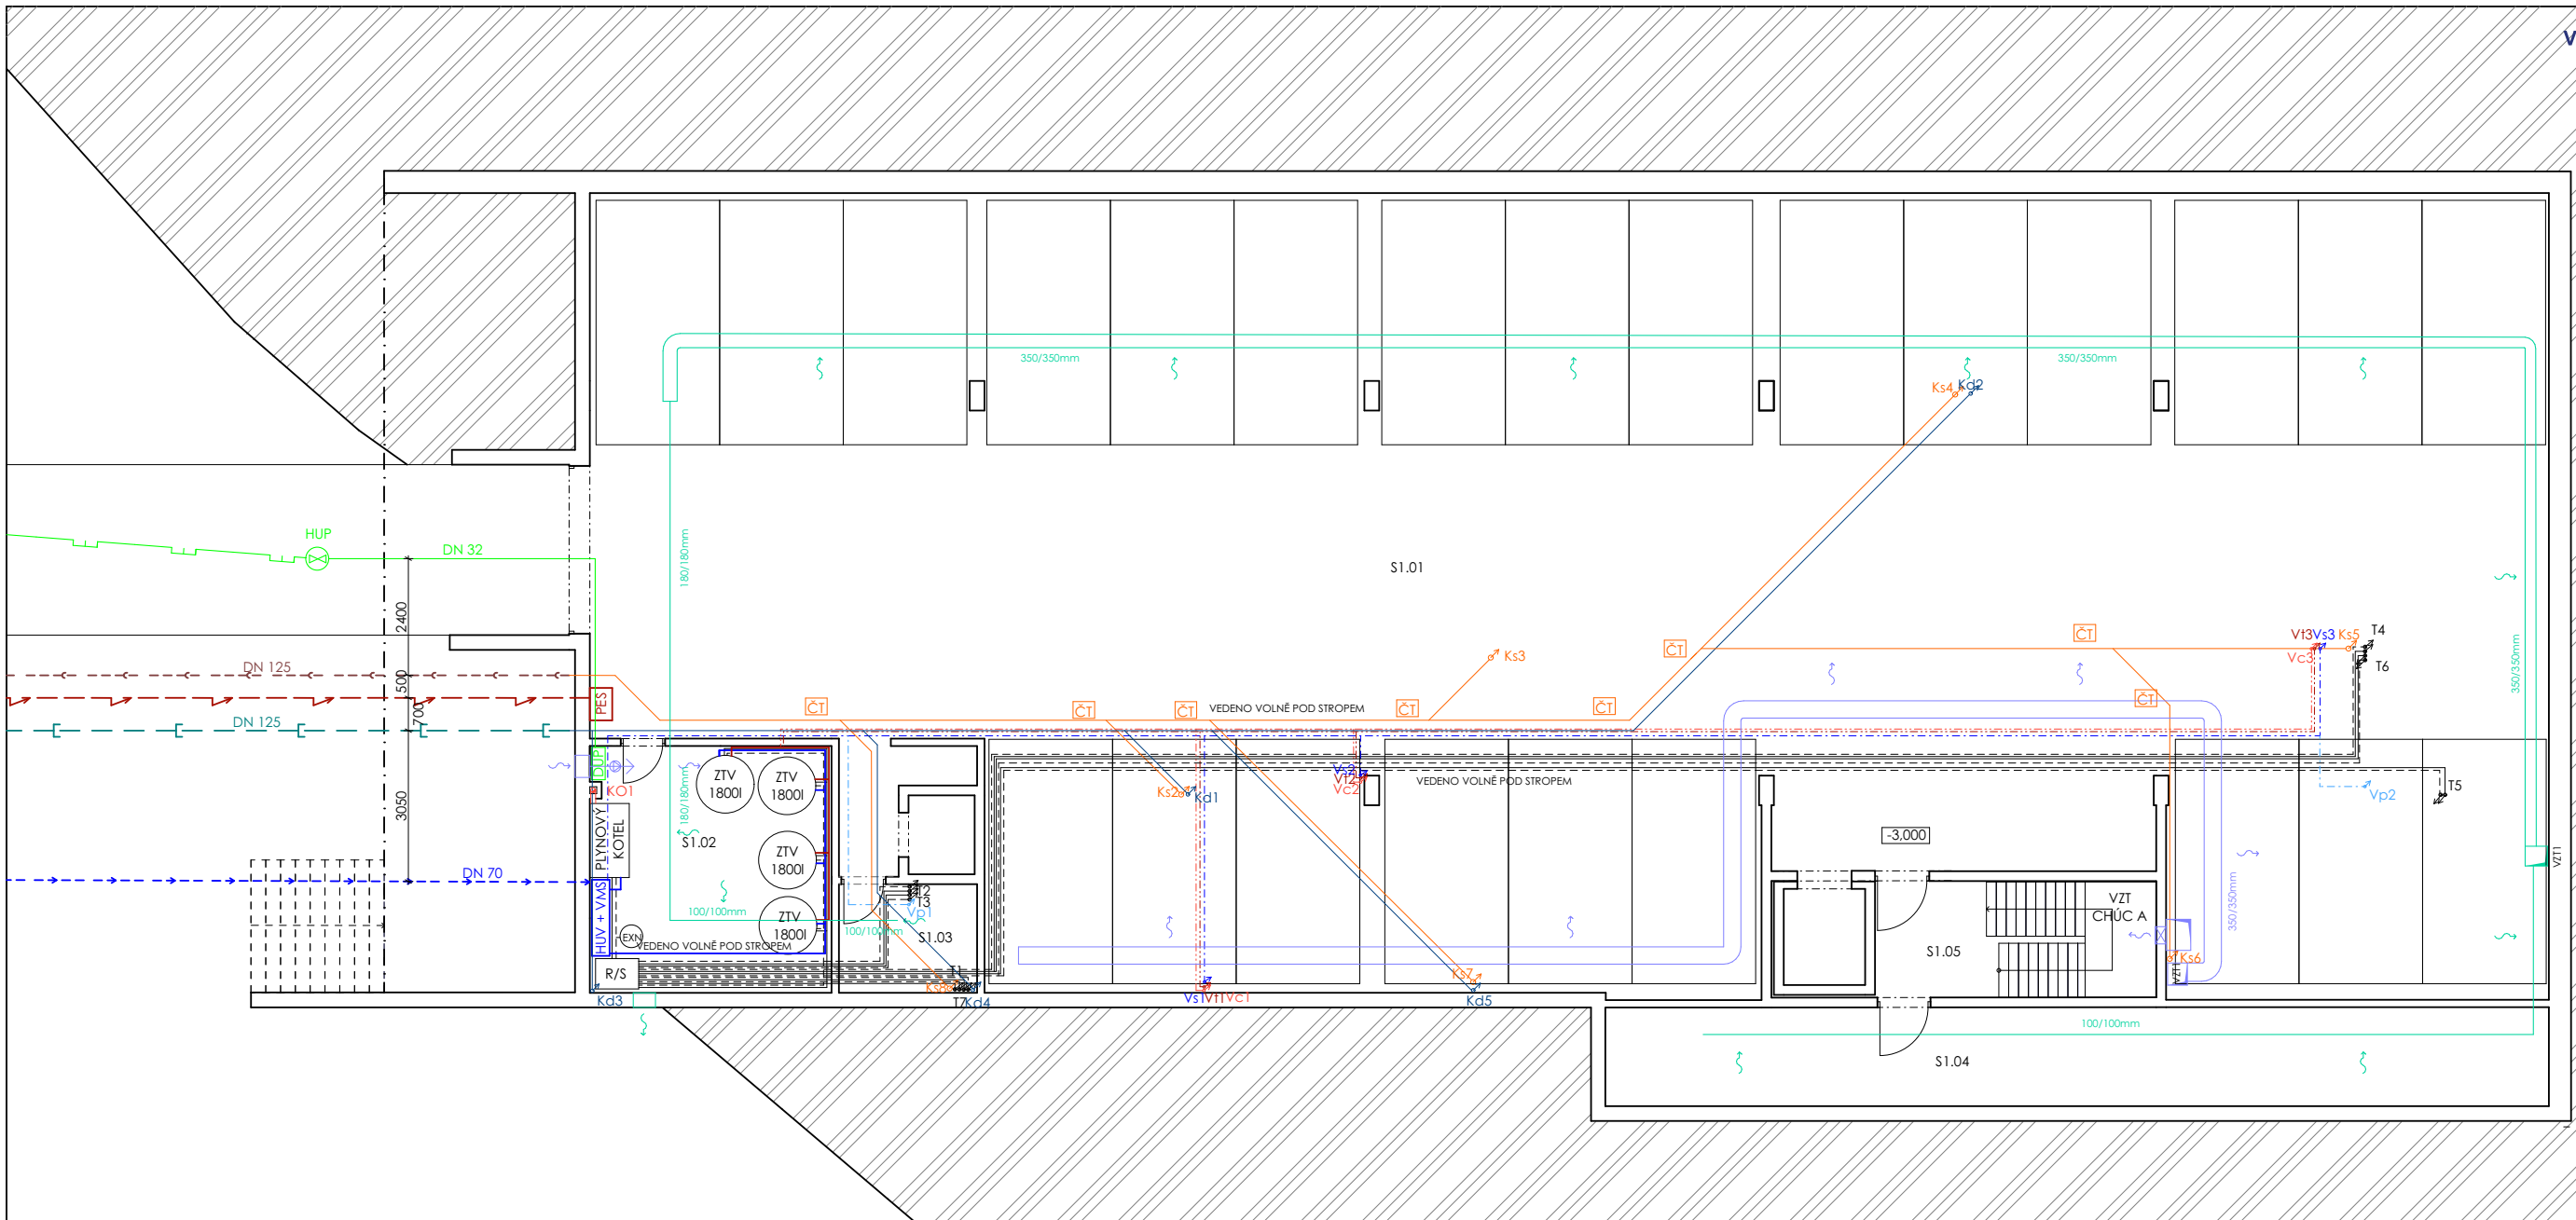 V
350/350mm
350/350mm
Ks4
Kd2
HUP
DN 32
180/180mm
2400
S1.01
Ks3
ČT
ČT
Vt3
Vs3
Ks5
T4
Vc3
T6
350/350mm
DN 125
500
PES
700
DN 125
ČT
ČT
ČT
VEDENO VOLNĚ POD STROPEM
ČT
ČT
ČT
DUP
KO1
180/180mm
ZTV
1800l
ZTV
1800l
Vs2
Vt2
Vc2
VEDENO VOLNĚ POD STROPEM
Ks2
Kd1
T5
Vp2
3050
PLYNOVÝ
KOTEL
S1.02
ZTV
1800l
-3,000
VZT1
DN 70
HUV + VMS
T2
T3
Vp1
100/100mm
ZTV
1800l
100/100mm
EXN
VEDENO VOLNĚ POD STROPEM
S1.03
VZT
CHÚC A
350/350mm
S1.05
Ks6
R/S
T1
Ks7
VZT1
Ks8
Kd3
T7
Kd4
Vs1
Vt1
Vc1
Kd5
100/100mm
S1.04